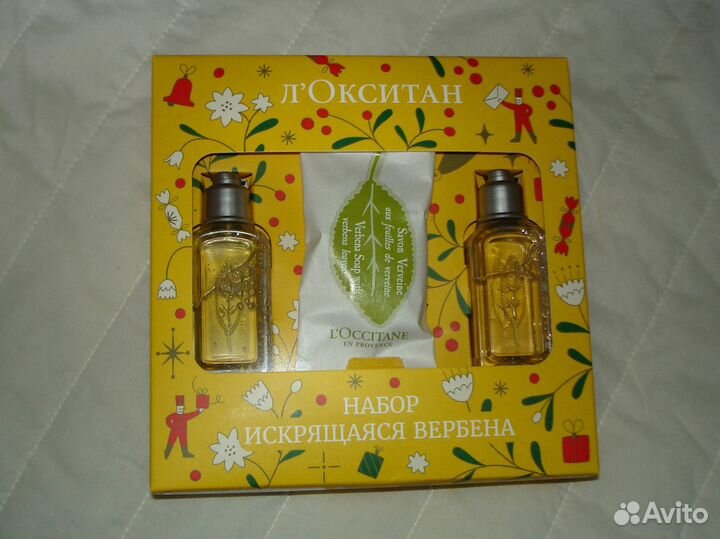 Л'ОКСИТАН
Savon Verveine
aux feuilles de verveine
Verbena Soap with
verbena leaves
L'OCCITANE
EN PROVENCE
НАБОР
ИСКРЯЩАЯСЯ ВЕРБЕНА
Avito